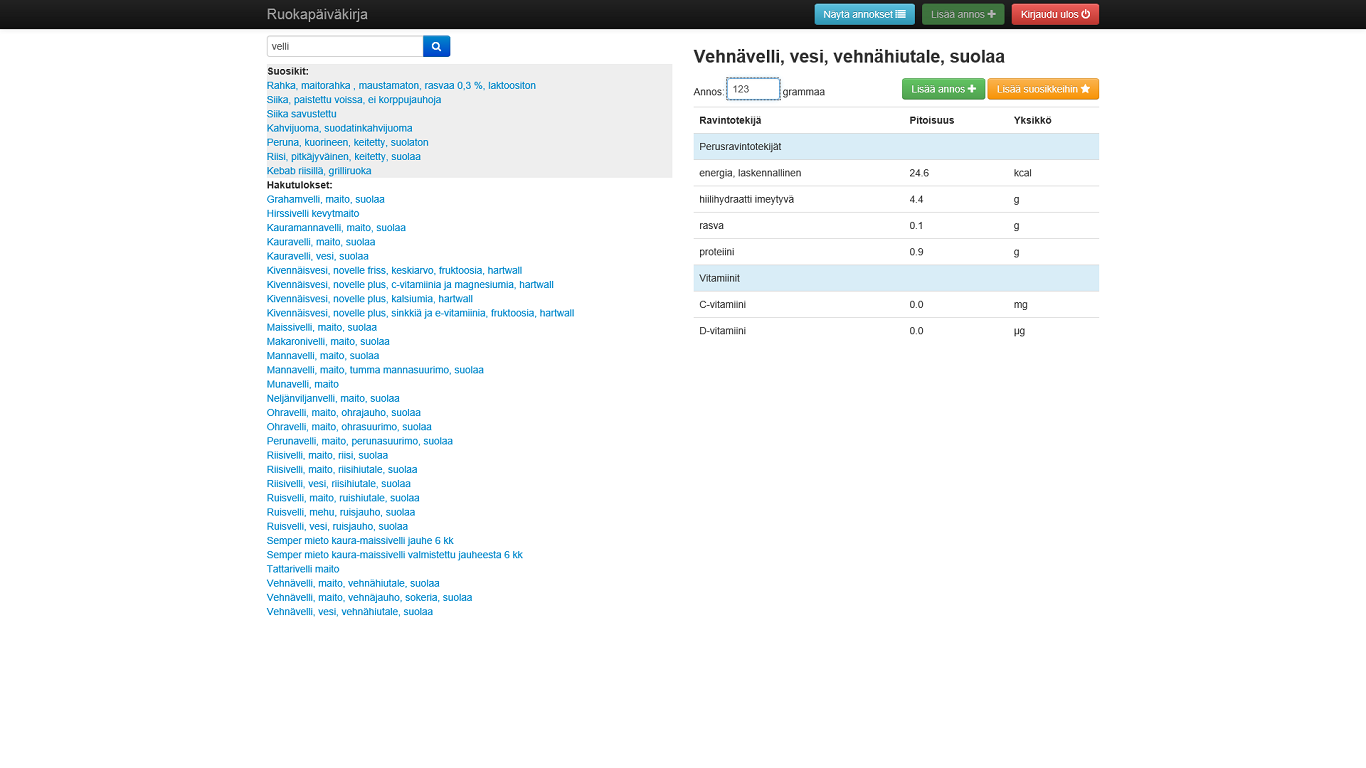 Ruokapäiväkirja
Näytä annokset
Lisää annos
Kirjaudu ulos
velli
Suosikit:
Rahka, maitorahka , maustamaton, rasvaa 0,3 %, laktoositon
Siika, paistettu voissa, ei korppujauhoja
Siika savustettu
Kahvijuoma, suodatinkahvijuoma
Peruna, kuorineen, keitetty, suolaton
Riisi, pitkäjyväinen, keitetty, suolaa
Kebab riisillä, grilliruoka
Hakutulokset:
Grahamvelli, maito, suolaa
Hirssivelli kevytmaito
Kauramannavelli, maito, suolaa
Kauravelli, maito, suolaa
Kauravelli, vesi, suolaa
Kivennäisvesi, novelle friss, keskiarvo, fruktoosia, hartwall
Kivennäisvesi, novelle plus, c-vitamiinia ja magnesiumia, hartwall
Kivennäisvesi, novelle plus, kalsiumia, hartwall
Kivennäisvesi, novelle plus, sinkkiä ja e-vitamiinia, fruktoosia, hartwall
Maissivelli, maito, suolaa
Makaronivelli, maito, suolaa
Mannavelli, maito, suolaa
Mannavelli, maito, tumma mannasuurimo, suolaa
Munavelli, maito
Neljänviljanvelli, maito, suolaa
Ohravelli, maito, ohrajauho, suolaa
Ohravelli, maito, ohrasuurimo, suolaa
Perunavelli, maito, perunasuurimo, suolaa
Riisivelli, maito, riisi, suolaa
Riisivelli, maito, riisihiutale, suolaa
Riisivelli, vesi, riisihiutale, suolaa
Ruisvelli, maito, ruishiutale, suolaa
Ruisvelli, mehu, ruisjauho, suolaa
Ruisvelli, vesi, ruisjauho, suolaa
Semper mieto kaura-maissivelli jauhe 6 kk
Semper mieto kaura-maissivelli valmistettu jauheesta 6 kk
Tattarivelli maito
Vehnävelli, maito, vehnähiutale, suolaa
Vehnävelli, maito, vehnäjauho, sokeria, suolaa
Vehnävelli, vesi, vehnähiutale, suolaa
Vehnävelli, vesi, vehnähiutale, suolaa
Annos: 123 grammaa
Lisää annos
Lisää suosikkeihin
Ravintotekijä Pitoisuus Yksikkö
Perusravintotekijät
energia, laskennallinen 24.6 kcal
hiilihydraatti imeytyvä 4.4 g
rasva 0.1 g
proteiini 0.9 g
Vitamiinit
C-vitamiini 0.0 mg
D-vitamiini 0.0 µg